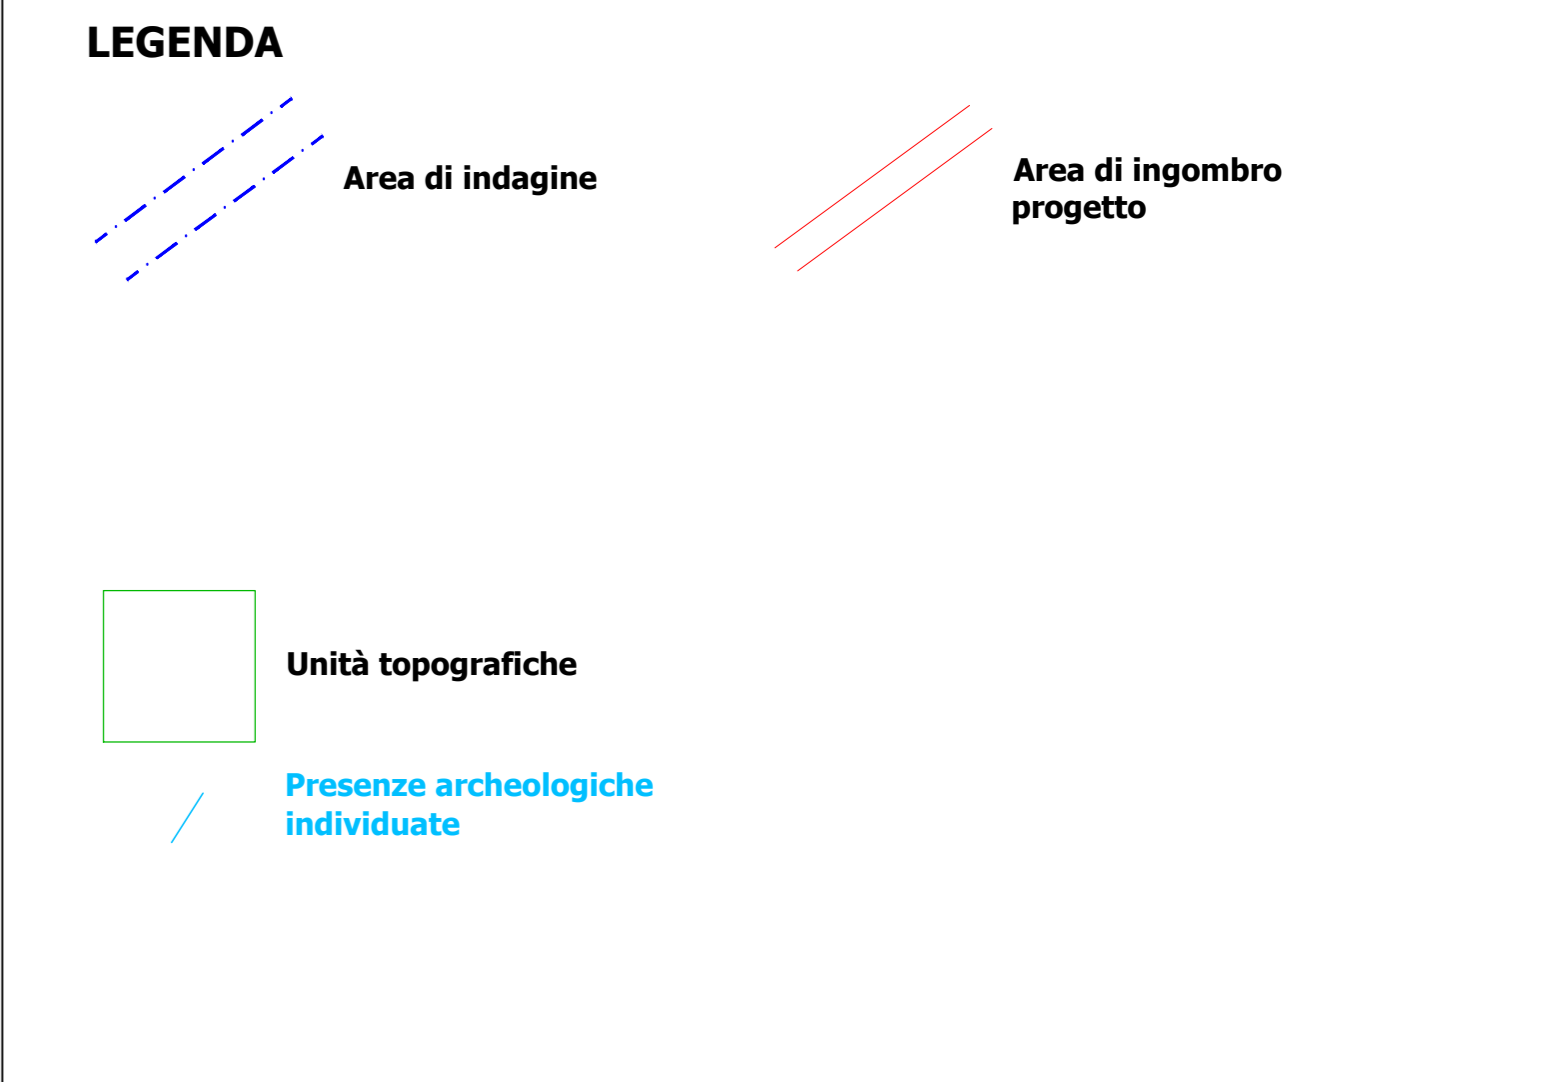 LEGENDA
Area di indagine
Area di ingombro
progetto
Unità topografiche
Presenze archeologiche
individuate